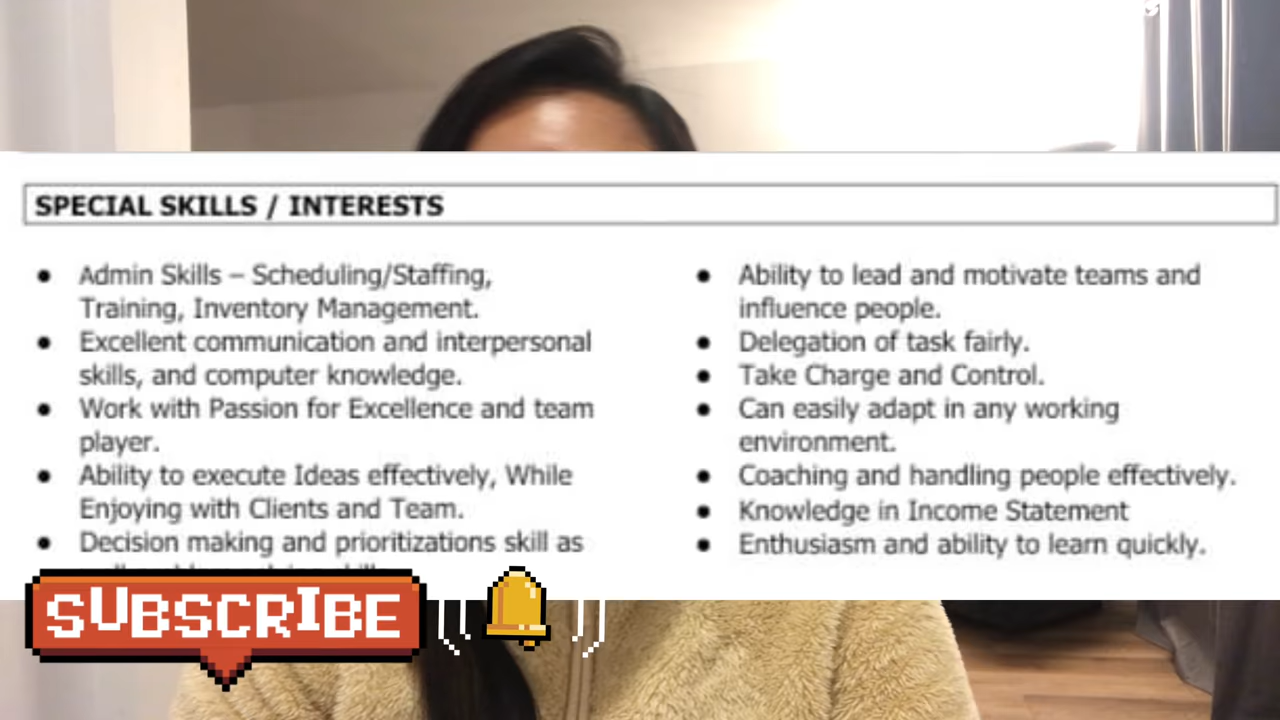 SPECIAL SKILLS / INTERESTS
● Admin Skills – Scheduling/Staffing,
Training, Inventory Management.
● Excellent communication and interpersonal
skills, and computer knowledge.
● Work with Passion for Excellence and team
player.
● Ability to execute Ideas effectively, While
Enjoying with Clients and Team.
● Decision making and prioritizations skill as
● Ability to lead and motivate teams and
influence people.
● Delegation of task fairly.
● Take Charge and Control.
● Can easily adapt in any working
environment.
● Coaching and handling people effectively.
● Knowledge in Income Statement
● Enthusiasm and ability to learn quickly.
SUBSCRIBE